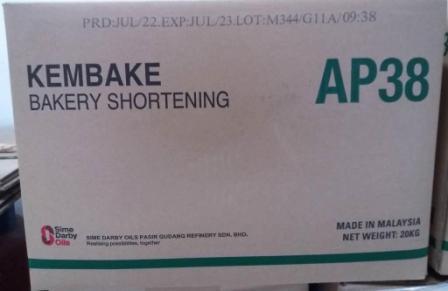 PRD:JUL/22.EXP:JUL/23.LOT:M344/G11A/09:38
KEMBAKE
BAKERY SHORTENING
AP38
Sime
Darby
Oils
SIME DARBY OILS PASIR GUDANG REFINERY SDN. BHD.
Realising possibilities, together
MADE IN MALAYSIA
NET WEIGHT: 20KG